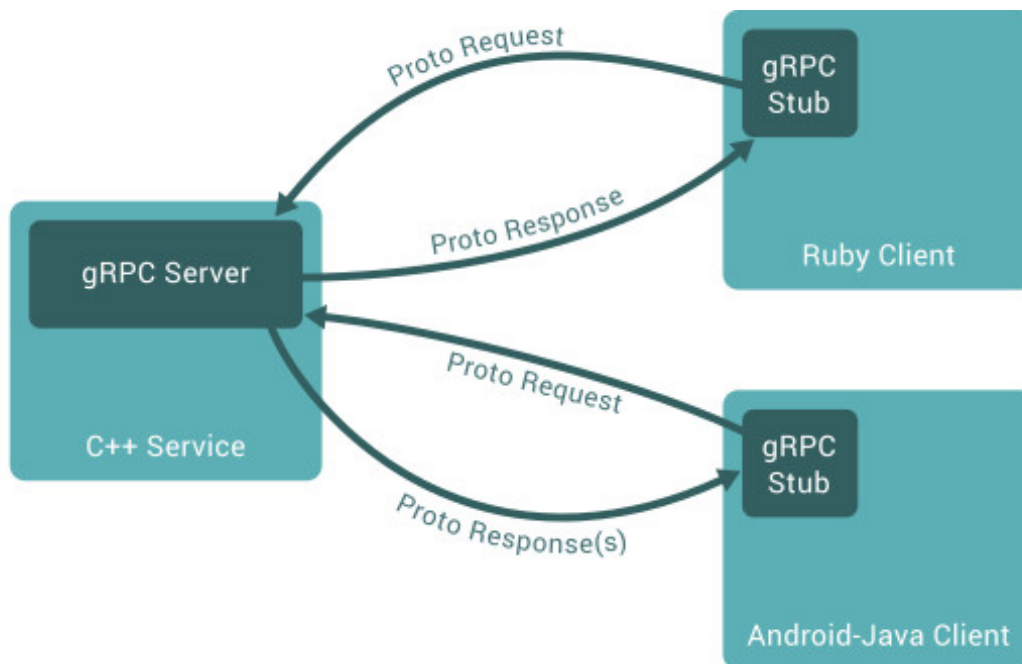 Proto Request
gRPC
Stub
Proto Response
Ruby Client
gRPC Server
C++ Service
Proto Request
gRPC
Stub
Proto Response(s)
Android-Java Client